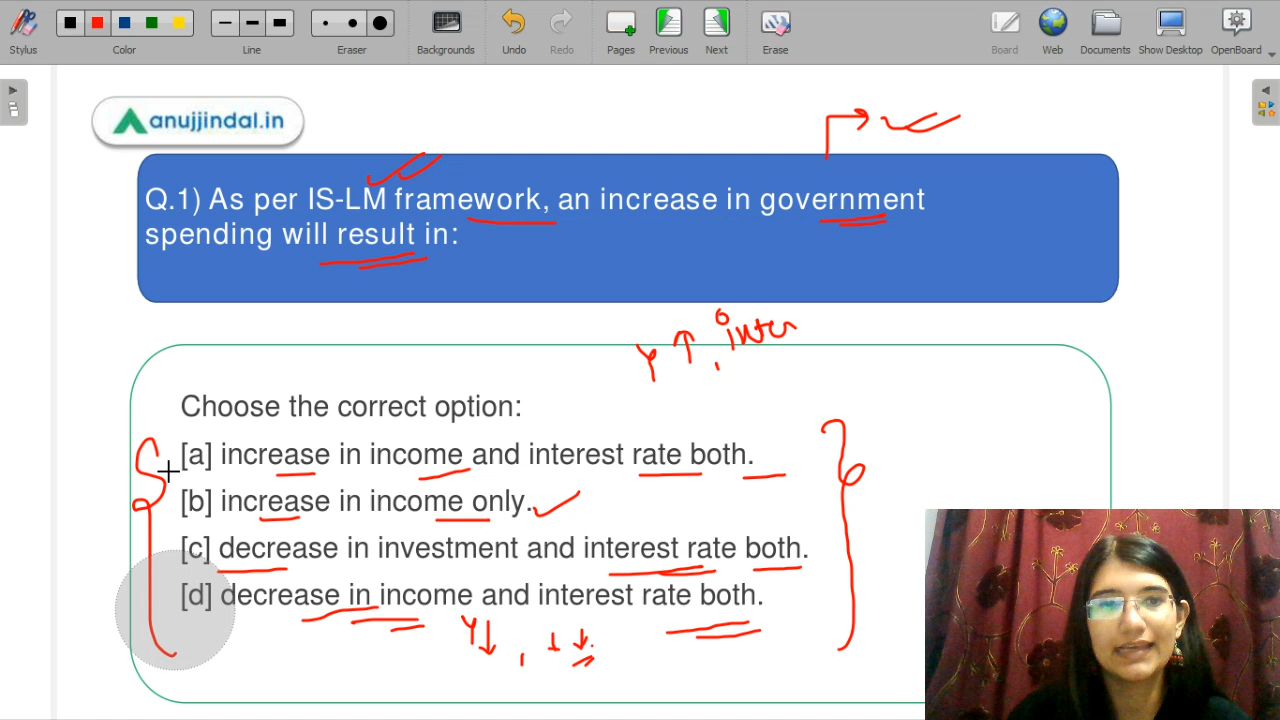 Stylus
Color
Line
Eraser
Backgrounds
Undo
Redo
Pages
Previous
Next
Erase
Board
Web
Documents
Show Desktop
OpenBoard
anujjindal.in
Q.1) As per IS-LM framework, an increase in government
spending will result in:
Y ↑, inter
Choose the correct option:
[a] increase in income and interest rate both.
[b] increase in income only.
[c] decrease in investment and interest rate both.
[d] decrease in income and interest rate both.
Y↓,